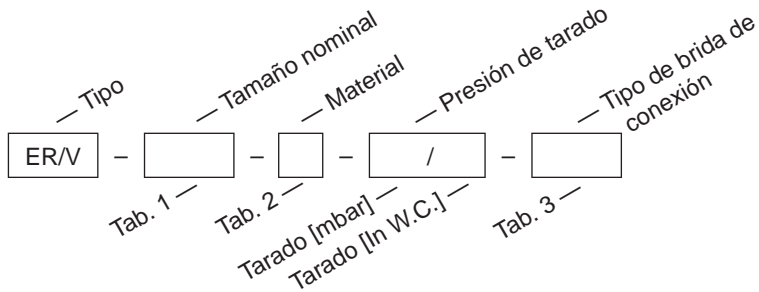 — Tipo
— Tamaño nominal
— Material
— Presión de tarado
— Tipo de brida de
conexión
ER/V – – – / –
Tab. 1 —
Tab. 2 —
Tarado [mbar] —
Tarado [In W.C.] —
Tab. 3 —